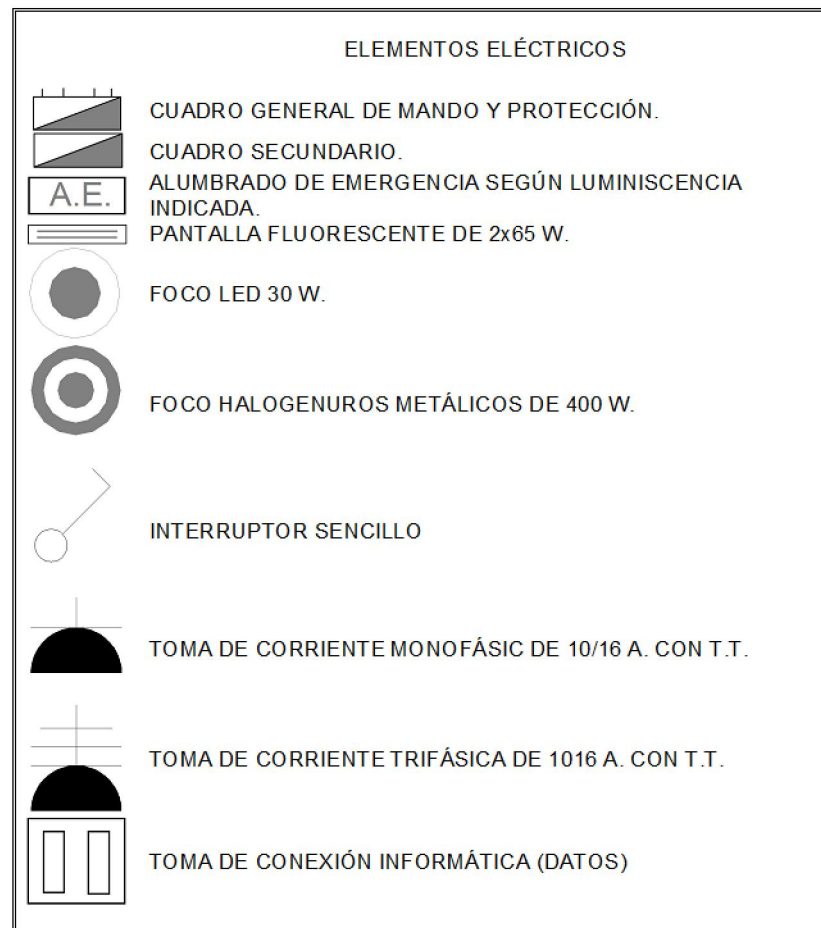 ELEMENTOS ELÉCTRICOS
CUADRO GENERAL DE MANDO Y PROTECCIÓN.
CUADRO SECUNDARIO.
A.E.
ALUMBRADO DE EMERGENCIA SEGÚN LUMINISCENCIA
INDICADA.
PANTALLA FLUORESCENTE DE 2x65 W.
FOCO LED 30 W.
FOCO HALOGENUROS METÁLICOS DE 400 W.
INTERRUPTOR SENCILLO
TOMA DE CORRIENTE MONOFÁSIC DE 10/16 A. CON T.T.
TOMA DE CORRIENTE TRIFÁSICA DE 1016 A. CON T.T.
TOMA DE CONEXIÓN INFORMÁTICA (DATOS)